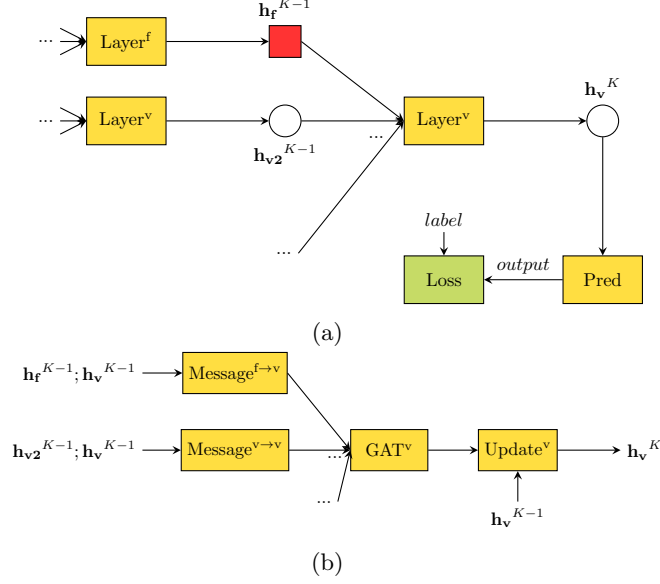 h_f^{K−1}
... Layer^f
h_v^K
... Layer^v
... Layer^v
h_{v2}^{K−1}
label
...
output
Loss
Pred
(a)
h_f^{K−1}; h_v^{K−1}
Message^{f→v}
h_{v2}^{K−1}; h_v^{K−1}
Message^{v→v}
...
GAT^v
Update^v
h_v^K
...
h_v^{K−1}
(b)